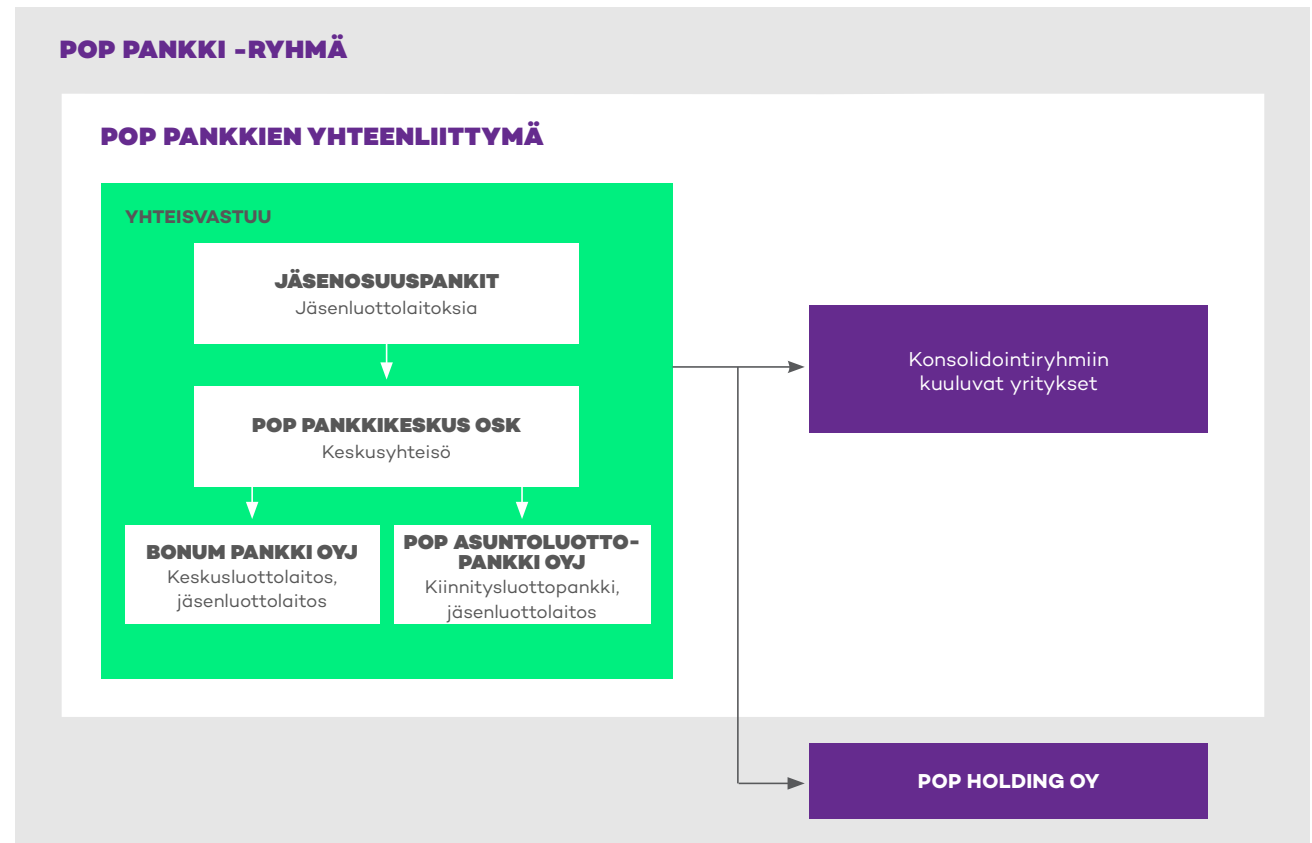 POP PANKKI -RYHMÄ
POP PANKKIEN YHTEENLIITTYMÄ
YHTEISVASTUU
JÄSENOSUUSPANKIT
Jäsenluottolaitoksia
POP PANKKIKESKUS OSK
Keskusyhteisö
BONUM PANKKI OYJ
Keskusluottolaitos,
jäsenluottolaitos
POP ASUNTOLUOTTO-
PANKKI OYJ
Kiinnitysluottopankki,
jäsenluottolaitos
Konsolidointiryhmiin
kuuluvat yritykset
POP HOLDING OY